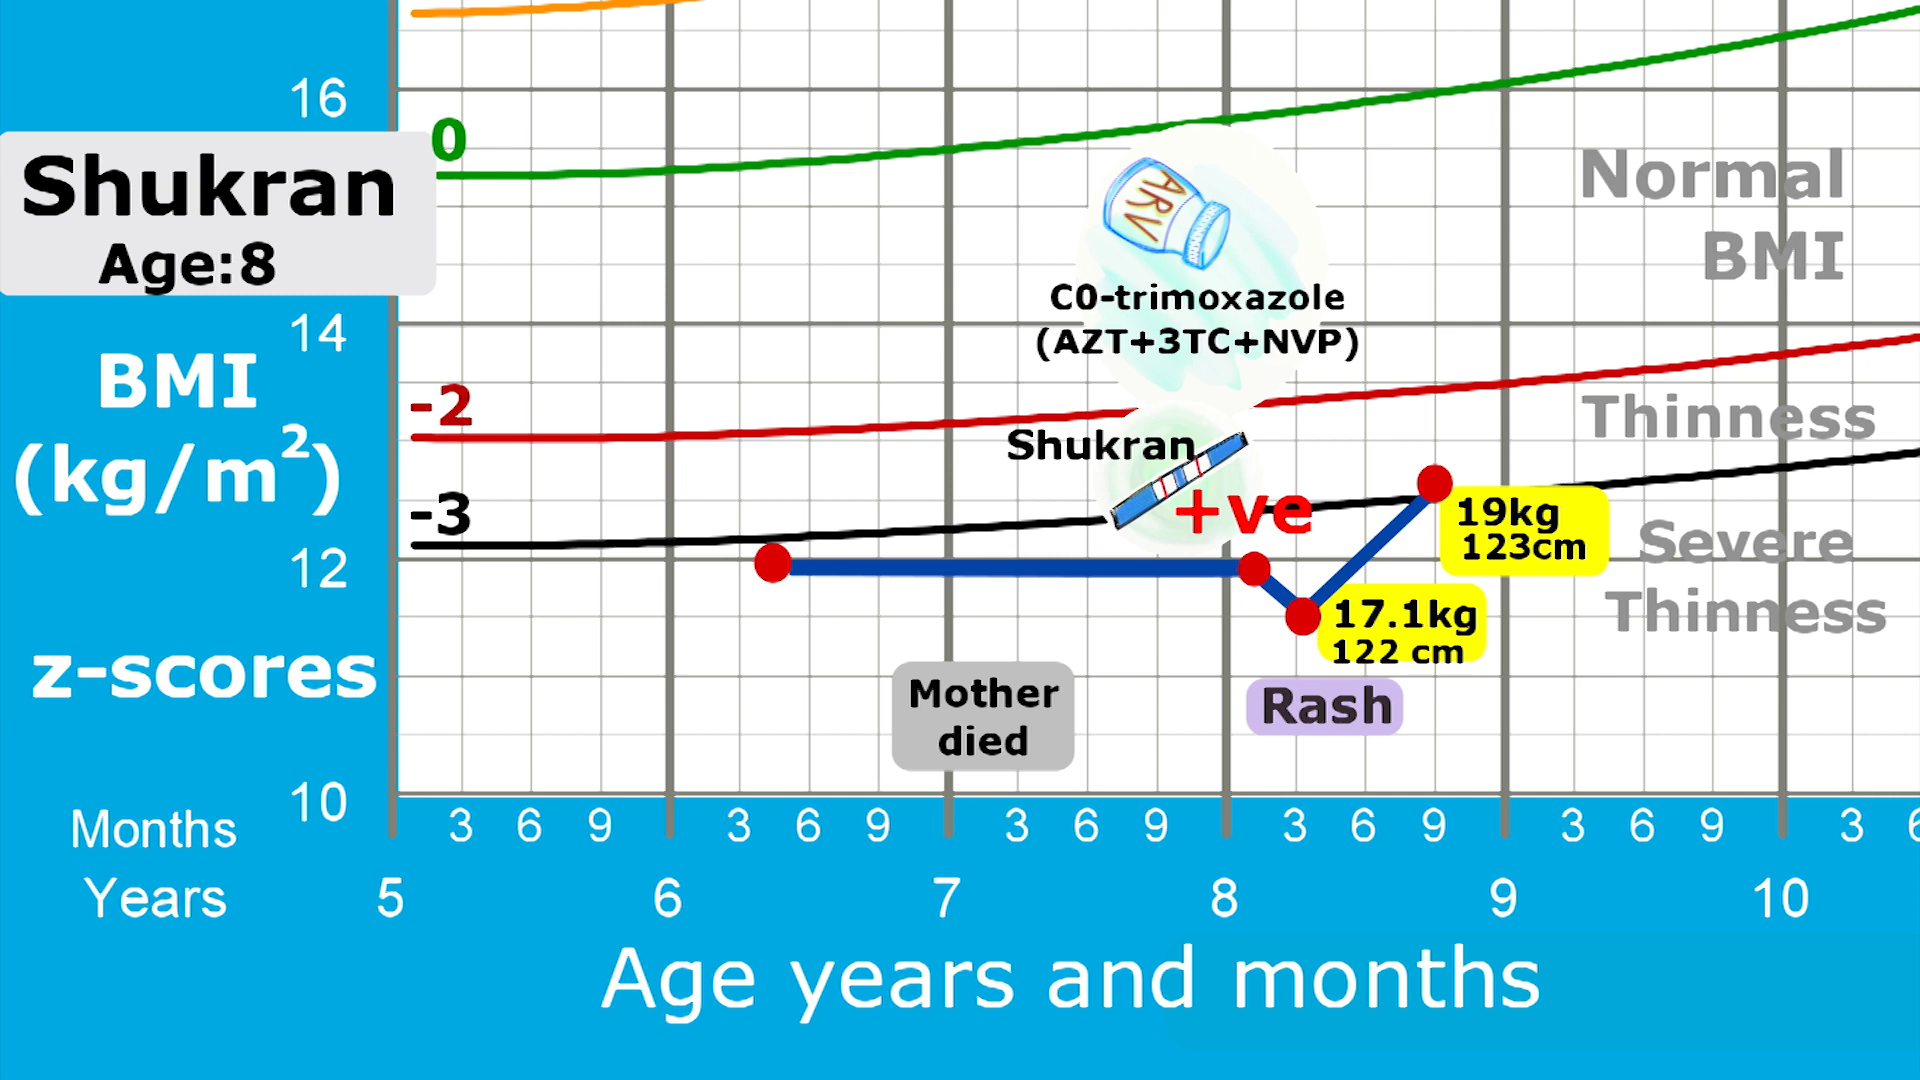 16
0
Shukran
Age:8
ARV
C0-trimoxazole
(AZT+3TC+NVP)
Normal
BMI
14
BMI
(kg/m²)
-2
Shukran
+ve
Thinness
-3
12
19kg
123cm
Severe
Thinness
17.1kg
122 cm
z-scores
Mother
died
Rash
10
Months 3 6 9 3 6 9 3 6 9 3 6 9 3 6 9 3 6
Years 5 6 7 8 9 10
Age years and months